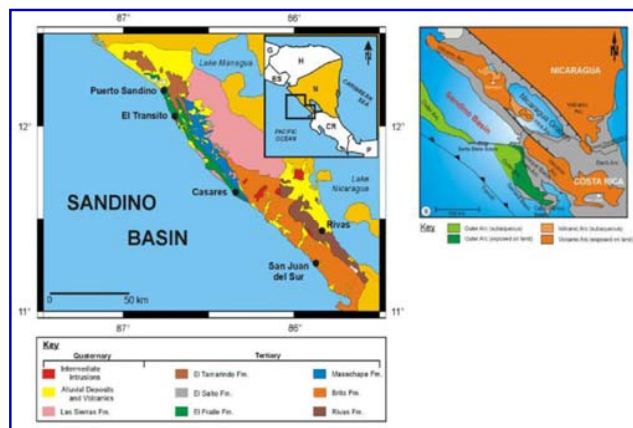 87°
86°
Lake Managua
Puerto Sandino
El Transito
12°
12°
G
H
ES
N
CARIBBEAN
SEA
PACIFIC
OCEAN
CR
P
Casares
Lake
Nicaragua
SANDINO
BASIN
Rivas
San Juan
del Sur
0
50 km
11°
11°
87°
86°
Key
Quaternary
Tertiary
Intermediate
Intrusions
Alluvial Deposits
and Volcanics
Las Sierras Fm.
El Tamarindo Fm.
El Salto Fm.
El Fraile Fm.
Masachapa Fm.
Brito Fm.
Rivas Fm.
N
NICARAGUA
Sandino Basin
COSTA RICA
Key
Outer Arc (subaqueous)
Outer Arc (exposed on land)
Volcanic Arc (subaqueous)
Volcanic Arc (exposed on land)